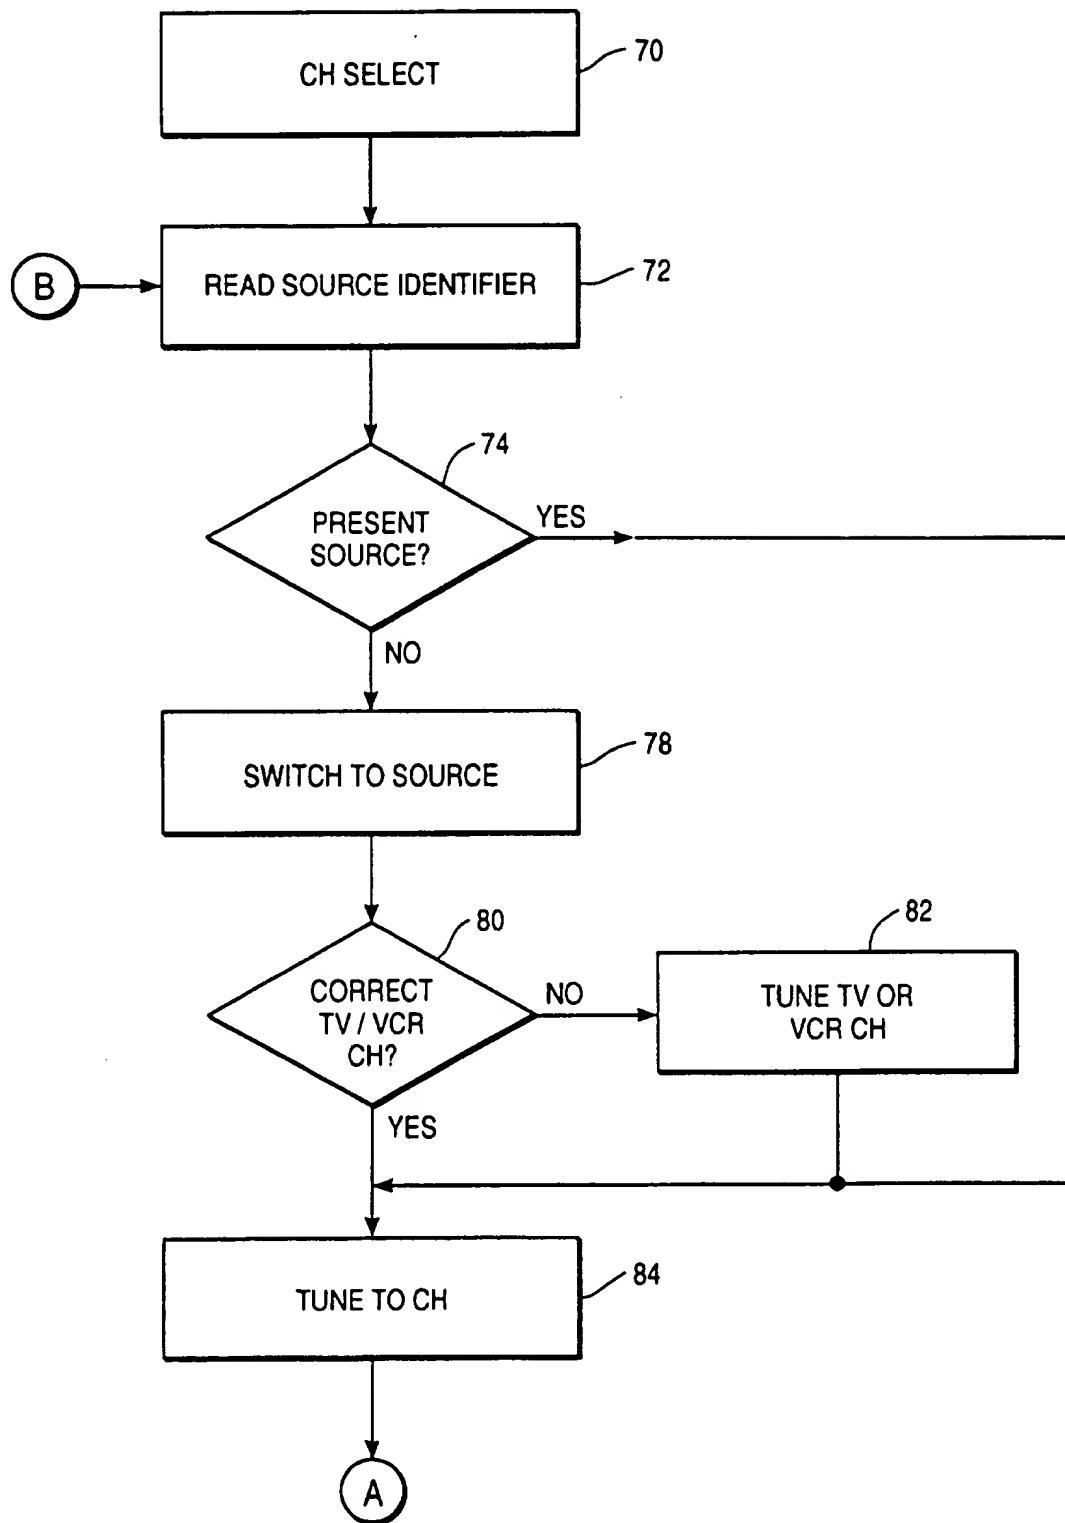 CH SELECT
70
B
READ SOURCE IDENTIFIER
72
74
PRESENT
SOURCE?
YES
NO
SWITCH TO SOURCE
78
80
CORRECT
TV / VCR
CH?
NO
82
TUNE TV OR
VCR CH
YES
TUNE TO CH
84
A